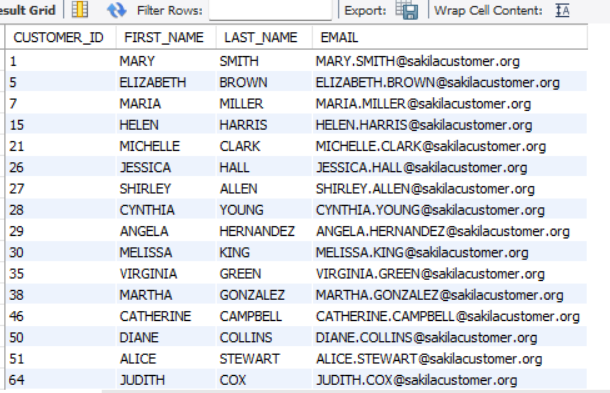 esult Grid Filter Rows: Export: Wrap Cell Content: IA
CUSTOMER_ID FIRST_NAME LAST_NAME EMAIL
1 MARY SMITH MARY.SMITH@sakilacustomer.org
5 ELIZABETH BROWN ELIZABETH.BROWN@sakilacustomer.org
7 MARIA MILLER MARIA.MILLER@sakilacustomer.org
15 HELEN HARRIS HELEN.HARRIS@sakilacustomer.org
21 MICHELLE CLARK MICHELLE.CLARK@sakilacustomer.org
26 JESSICA HALL JESSICA.HALL@sakilacustomer.org
27 SHIRLEY ALLEN SHIRLEY.ALLEN@sakilacustomer.org
28 CYNTHIA YOUNG CYNTHIA.YOUNG@sakilacustomer.org
29 ANGELA HERNANDEZ ANGELA.HERNANDEZ@sakilacustomer.org
30 MELISSA KING MELISSA.KING@sakilacustomer.org
35 VIRGINIA GREEN VIRGINIA.GREEN@sakilacustomer.org
38 MARTHA GONZALEZ MARTHA.GONZALEZ@sakilacustomer.org
46 CATHERINE CAMPBELL CATHERINE.CAMPBELL@sakilacustomer.org
50 DIANE COLLINS DIANE.COLLINS@sakilacustomer.org
51 ALICE STEWART ALICE.STEWART@sakilacustomer.org
64 JUDITH COX JUDITH.COX@sakilacustomer.org